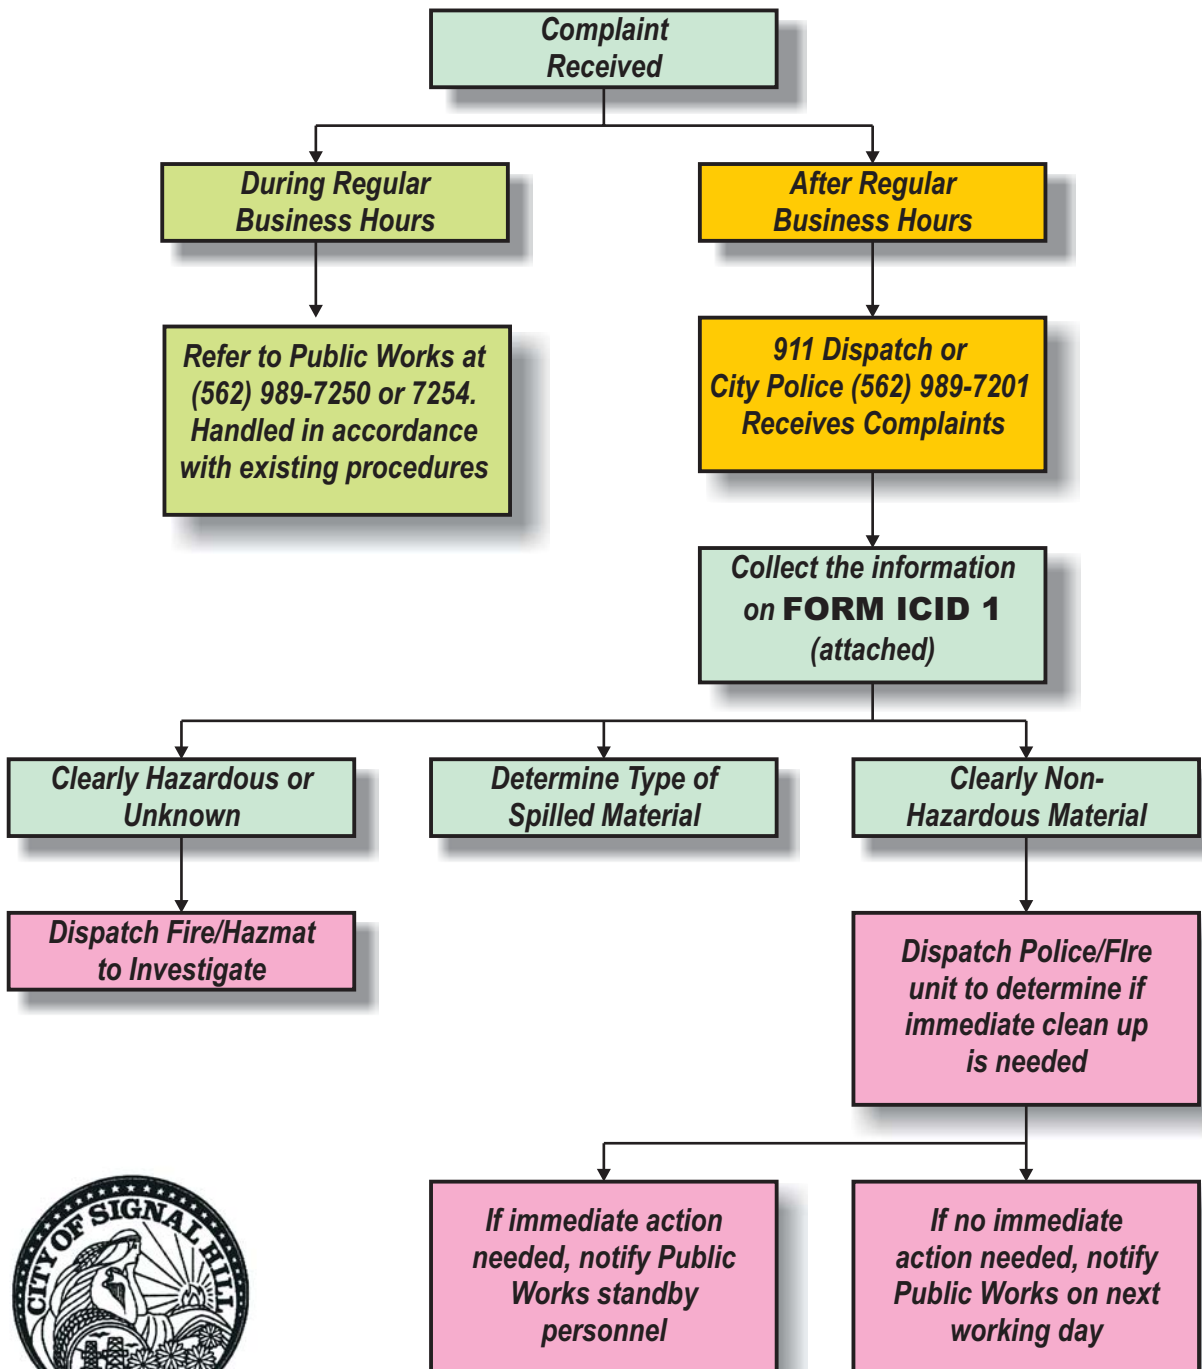 Complaint
Received
During Regular
Business Hours
After Regular
Business Hours
Refer to Public Works at
(562) 989-7250 or 7254.
Handled in accordance
with existing procedures
911 Dispatch or
City Police (562) 989-7201
Receives Complaints
Collect the information
on FORM ICID 1
(attached)
Clearly Hazardous or
Unknown
Determine Type of
Spilled Material
Clearly Non-
Hazardous Material
Dispatch Fire/Hazmat
to Investigate
Dispatch Police/FIre
unit to determine if
immediate clean up
is needed
If immediate action
needed, notify Public
Works standby
personnel
If no immediate
action needed, notify
Public Works on next
working day
CITY OF SIGNAL HILL